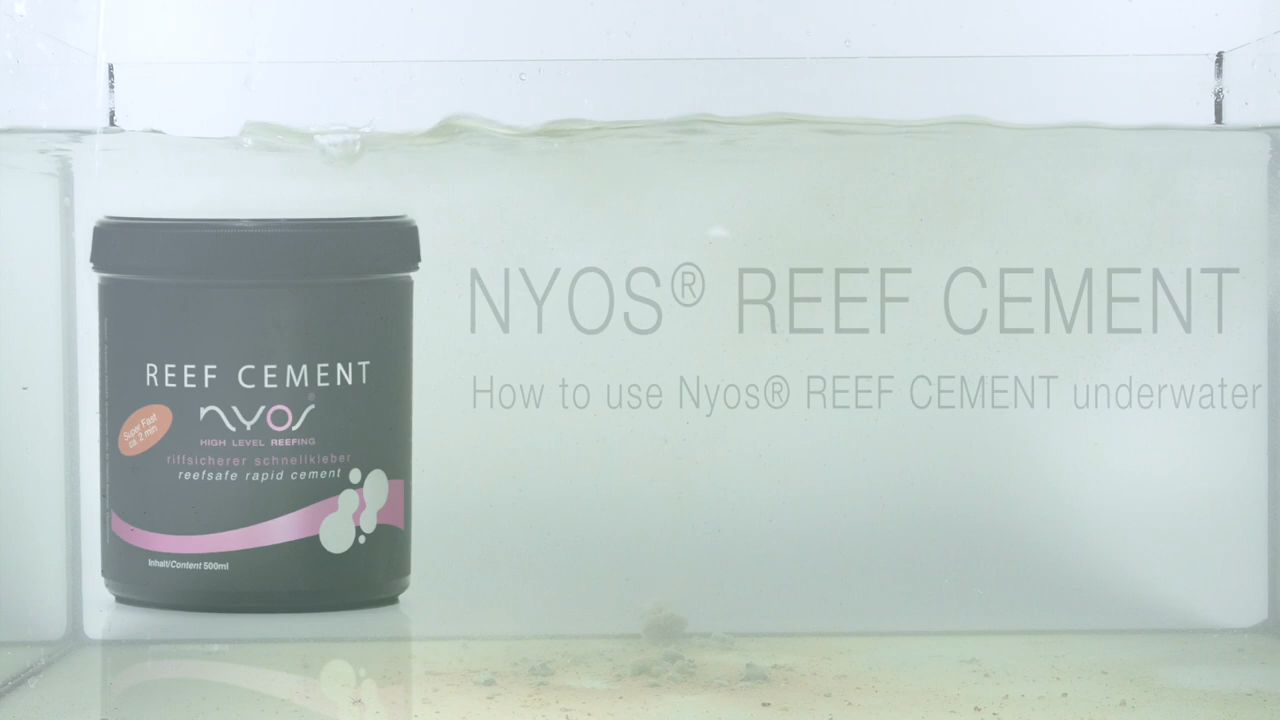 NYOS® REEF CEMENT
How to use Nyos® REEF CEMENT underwater
REEF CEMENT
nyos®
HIGH LEVEL REEFING
Super Fast
ca. 2 min
riffsicherer schnellkleber
reefsafe rapid cement
Inhalt/Content 500ml